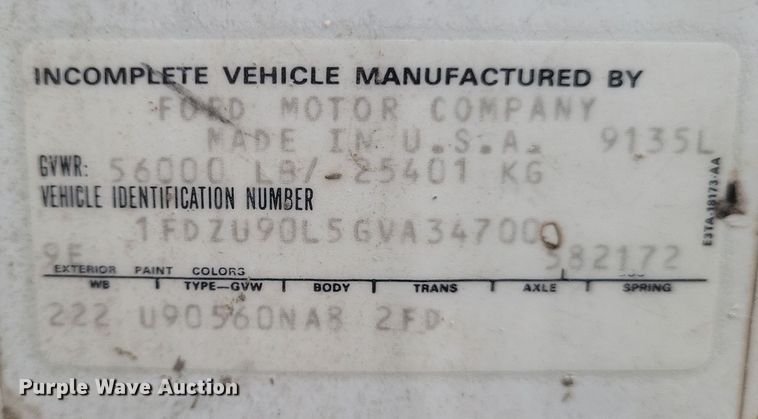 INCOMPLETE VEHICLE MANUFACTURED BY
FORD MOTOR COMPANY
MADE IN U.S.A. 9135L
GVWR: 56000 LB/ 25401 KG
VEHICLE IDENTIFICATION NUMBER
1FDZU90L5GVA34700
9E 582172
EXTERIOR PAINT COLORS
WB TYPE—GVW BODY TRANS AXLE SPRING
222 U90560NAB 2FD
E3TA-18173-AA
Purple Wave Auction